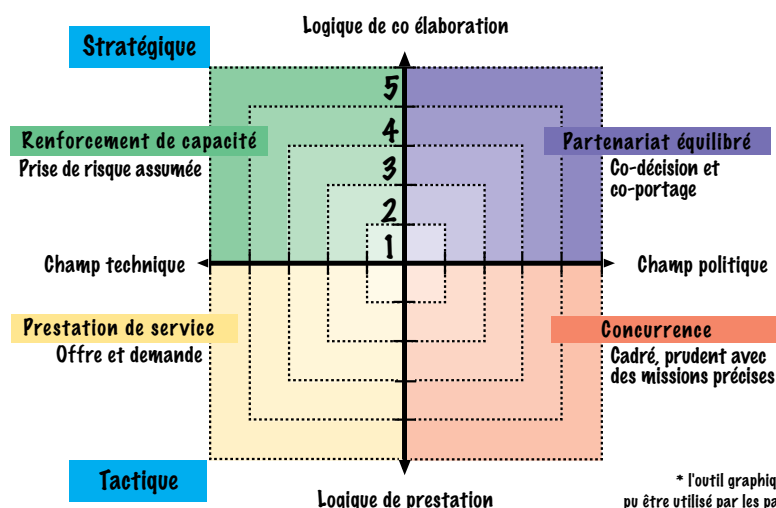 Logique de co élaboration
Stratégique
5
Renforcement de capacité
Prise de risque assumée
4
Partenariat équilibré
Co-décision et
co-portage
3
2
1
Champ technique
Champ politique
Prestation de service
Offre et demande
Concurrence
Cadré, prudent avec
des missions précises
Tactique
Logique de prestation
* l'outil graphiq
pu être utilisé par les pa